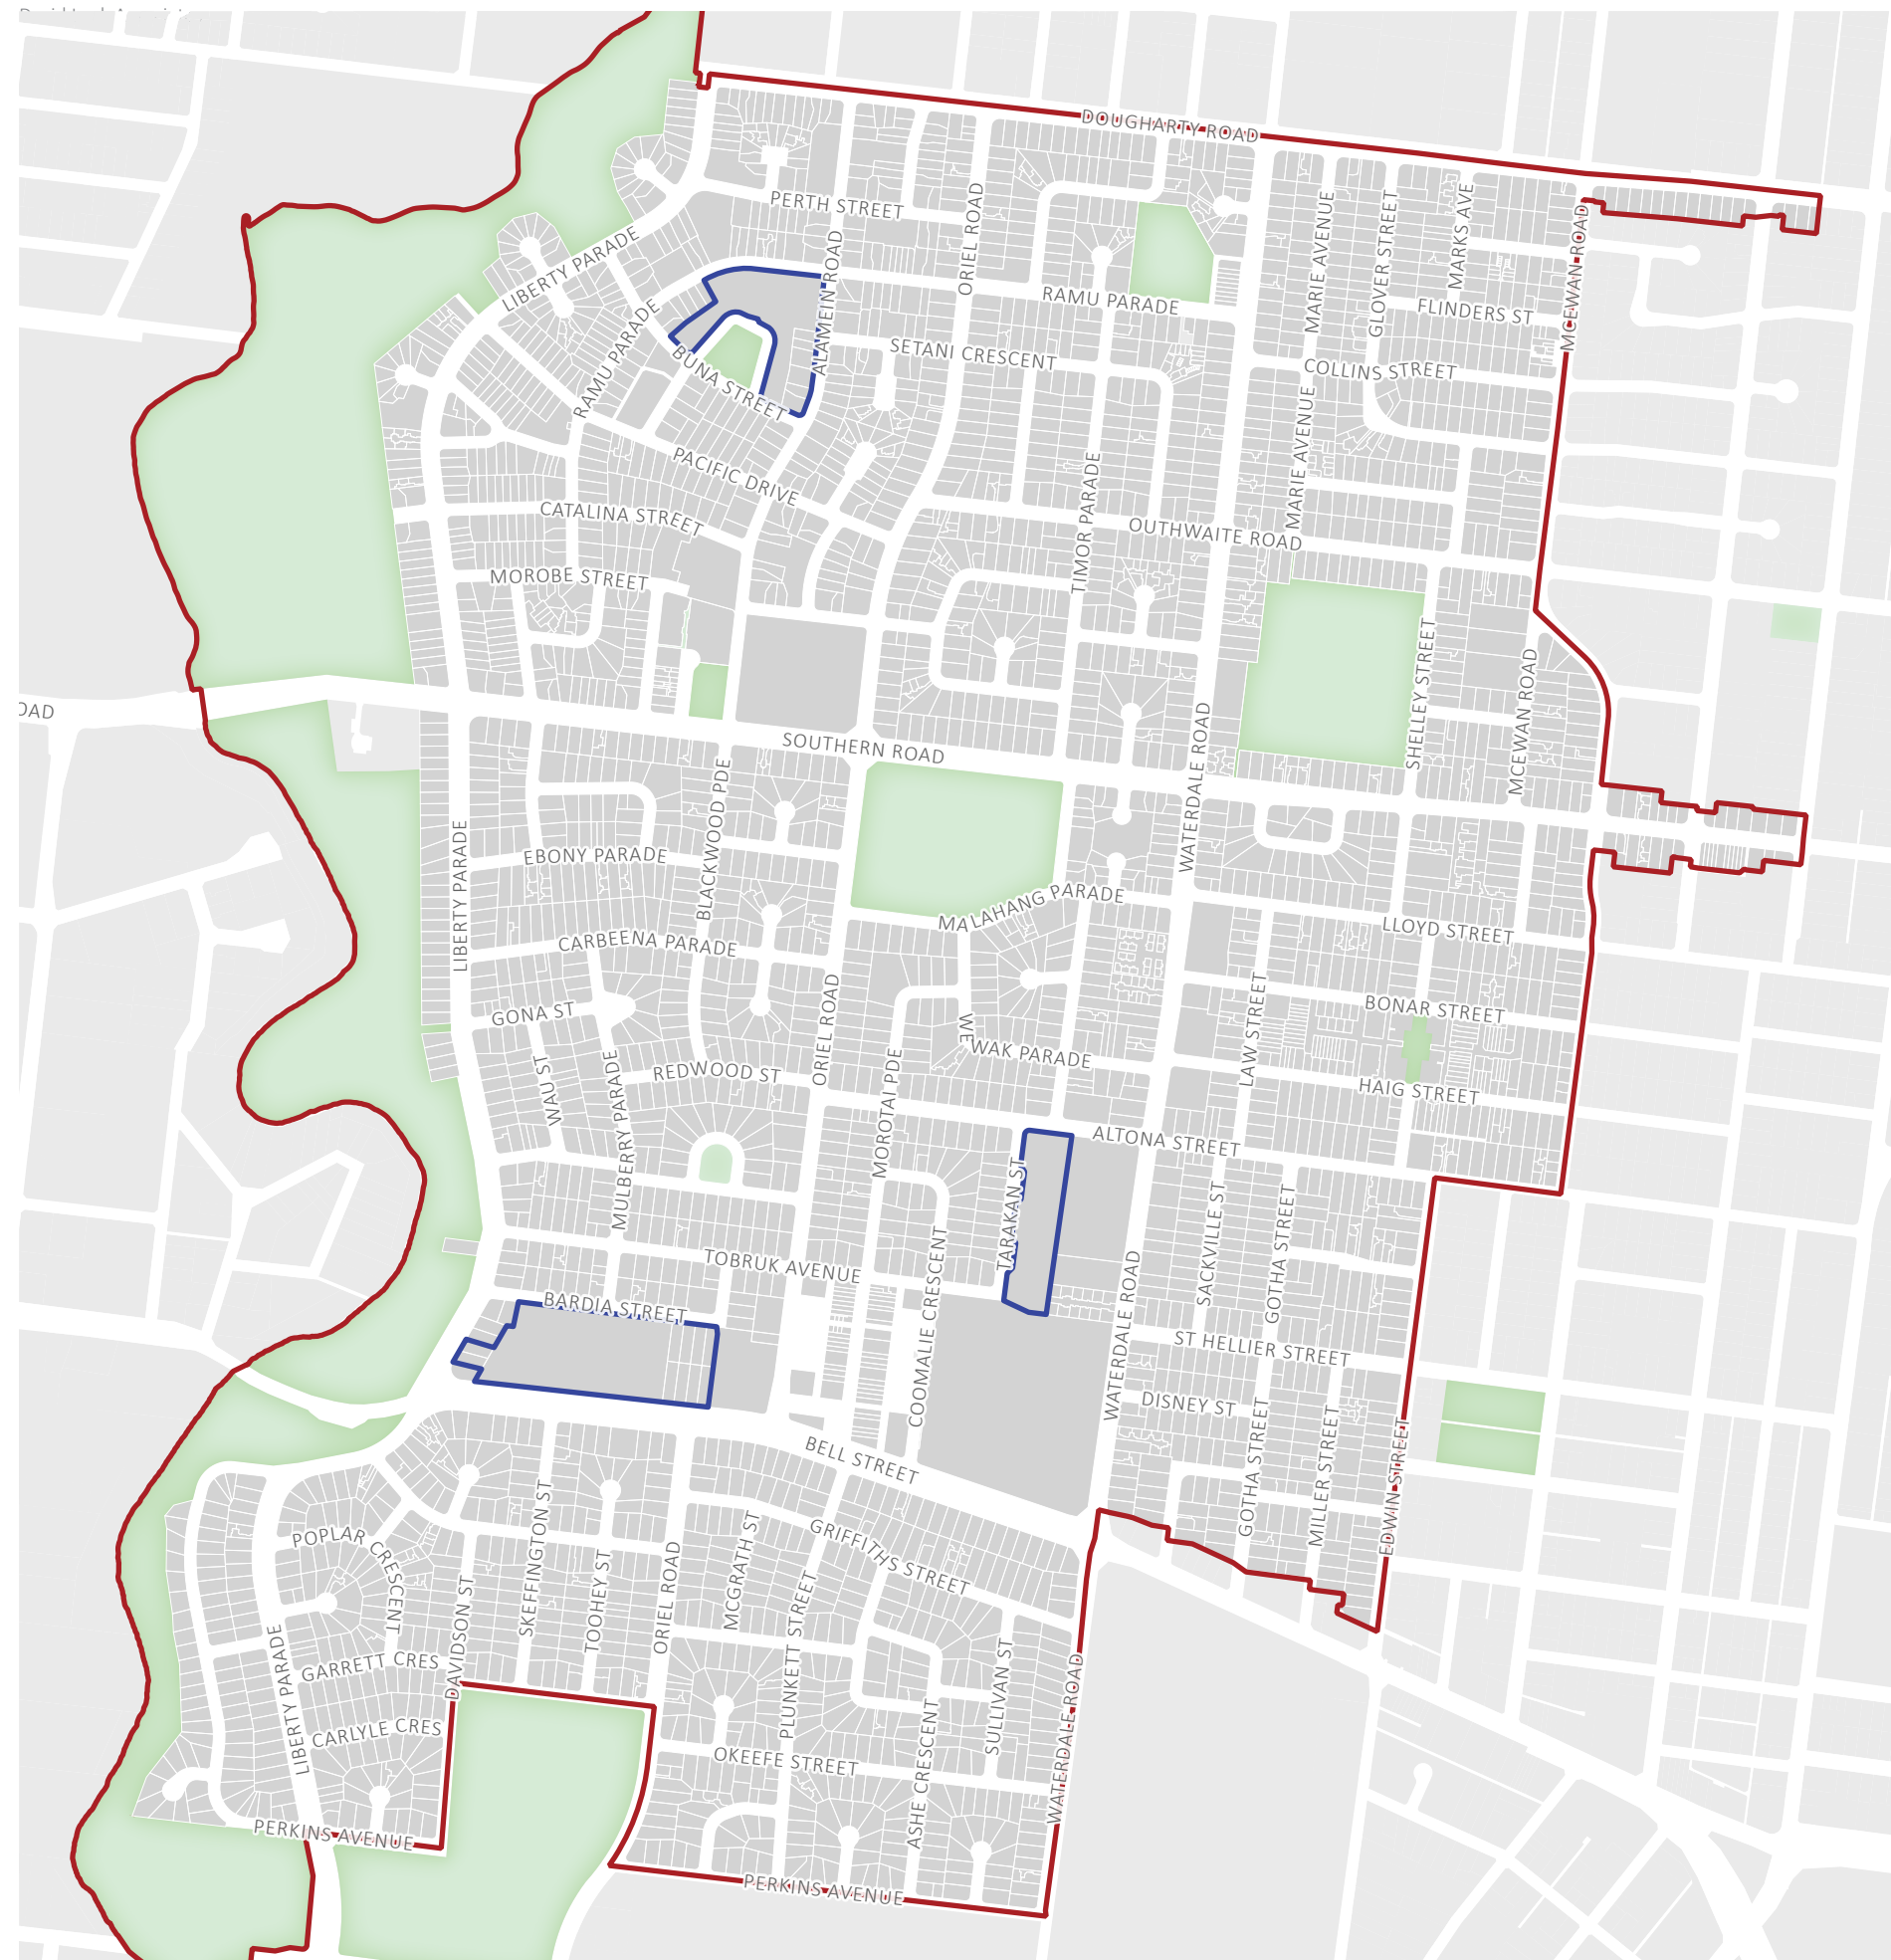 DOUGHARTY ROAD
PERTH STREET
ORIEL ROAD
MARIE AVENUE
GLOVER STREET
MARKS AVE
MCEWAN ROAD
LIBERTY PARADE
ALAMEIN ROAD
RAMU PARADE
FLINDERS ST
RAMU PARADE
SETANI CRESCENT
BUNA STREET
COLLINS STREET
MARIE AVENUE
PACIFIC DRIVE
TIMOR PARADE
CATALINA STREET
OUTHWAITE ROAD
MOROBE STREET
SHELLEY STREET
MCEWAN ROAD
OAD
SOUTHERN ROAD
WATERDALE ROAD
BLACKWOOD PDE
LIBERTY PARADE
EBONY PARADE
MALAHANG PARADE
LLOYD STREET
CARBEENA PARADE
ORIEL ROAD
LAW STREET
BONAR STREET
GONA ST
WEWAK PARADE
WAU ST
MULBERRY PARADE
REDWOOD ST
MOROTAI PDE
HAIG STREET
ALTONA STREET
TARAKAN ST
SACKVILLE ST
GOTHA STREET
TOBRUK AVENUE
COOMALIE CRESCENT
WATERDALE ROAD
BARDIA STREET
ST HELLIER STREET
DISNEY ST
BELL STREET
GOTHA STREET
MILLER STREET
EDWIN STREET
POPLAR CRESCENT
SKEFFINGTON ST
TOOHEY ST
ORIEL ROAD
MCGRATH ST
GRIFFITHS STREET
PLUNKETT STREET
DAVIDSON ST
LIBERTY PARADE
GARRETT CRES
SULLIVAN ST
WATERDALE ROAD
CARLYLE CRES
OKEEFE STREET
ASHE CRESCENT
PERKINS AVENUE
PERKINS AVENUE